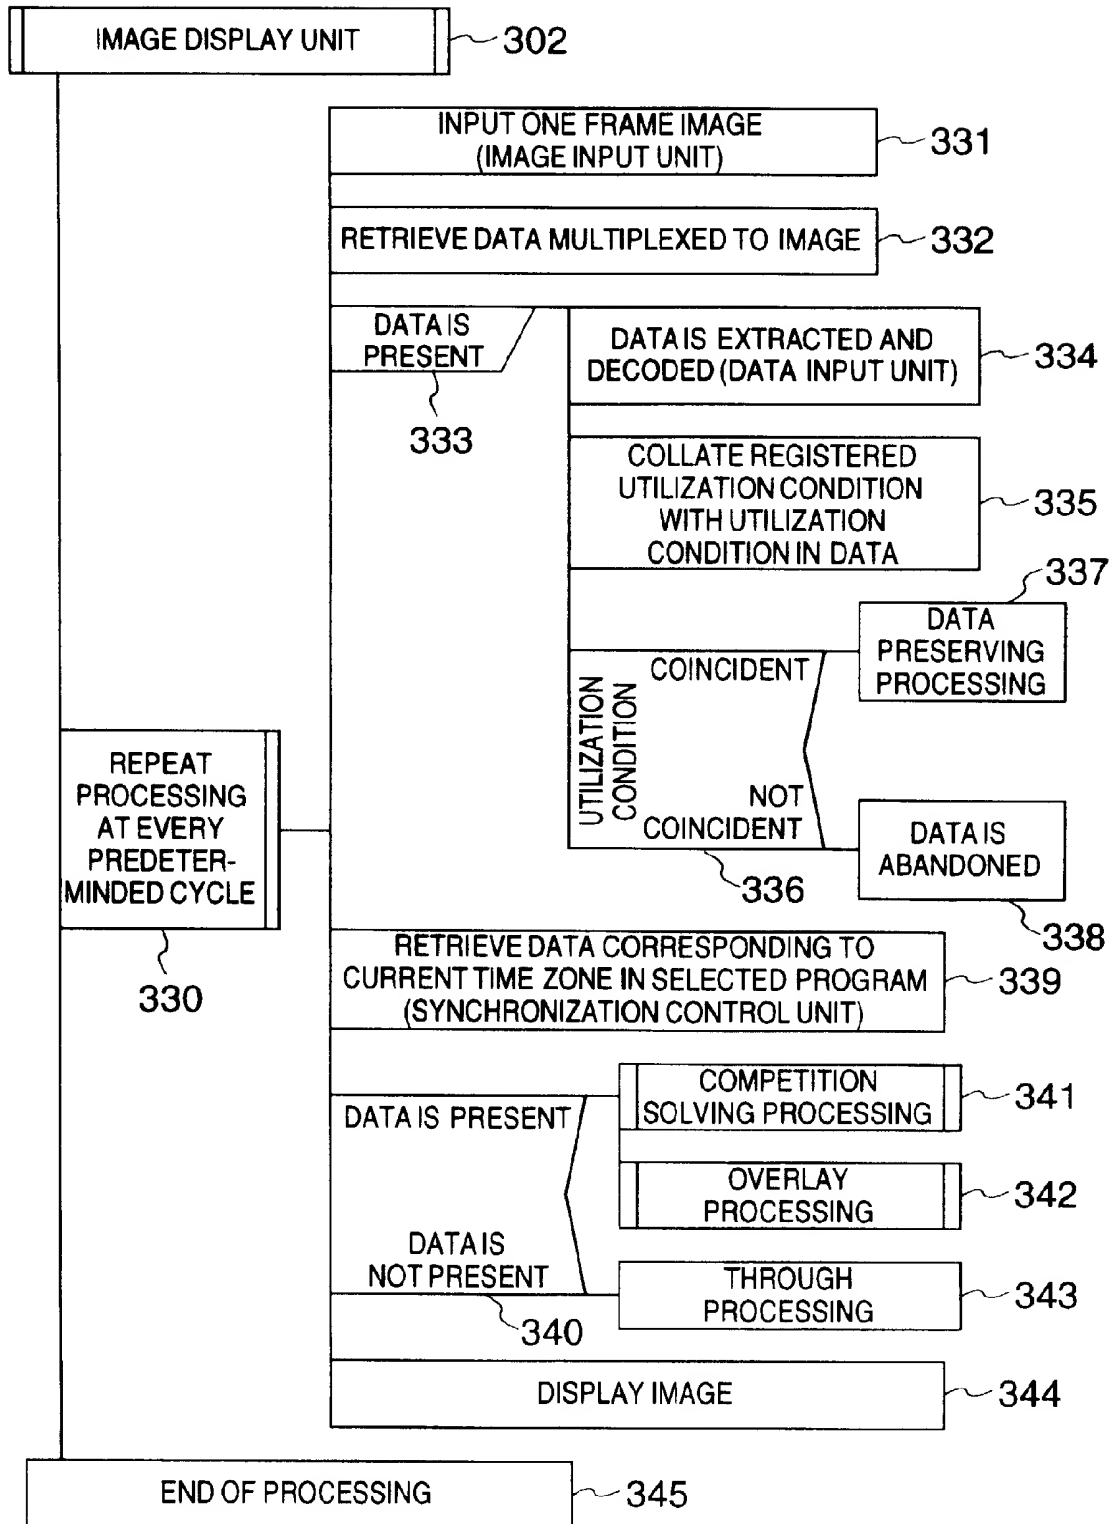 IMAGE DISPLAY UNIT
302
INPUT ONE FRAME IMAGE
(IMAGE INPUT UNIT)
331
RETRIEVE DATA MULTIPLEXED TO IMAGE
332
DATA IS
PRESENT
333
DATA IS EXTRACTED AND
DECODED (DATA INPUT UNIT)
334
COLLATE REGISTERED
UTILIZATION CONDITION
WITH UTILIZATION
CONDITION IN DATA
335
UTILIZATION
CONDITION
COINCIDENT
NOT
COINCIDENT
336
337
DATA
PRESERVING
PROCESSING
DATA IS
ABANDONED
338
REPEAT
PROCESSING
AT EVERY
PREDETER-
MINDED CYCLE
330
RETRIEVE DATA CORRESPONDING TO
CURRENT TIME ZONE IN SELECTED PROGRAM
(SYNCHRONIZATION CONTROL UNIT)
339
DATA IS PRESENT
DATA IS
NOT PRESENT
340
COMPETITION
SOLVING PROCESSING
341
OVERLAY
PROCESSING
342
THROUGH
PROCESSING
343
DISPLAY IMAGE
344
END OF PROCESSING
345